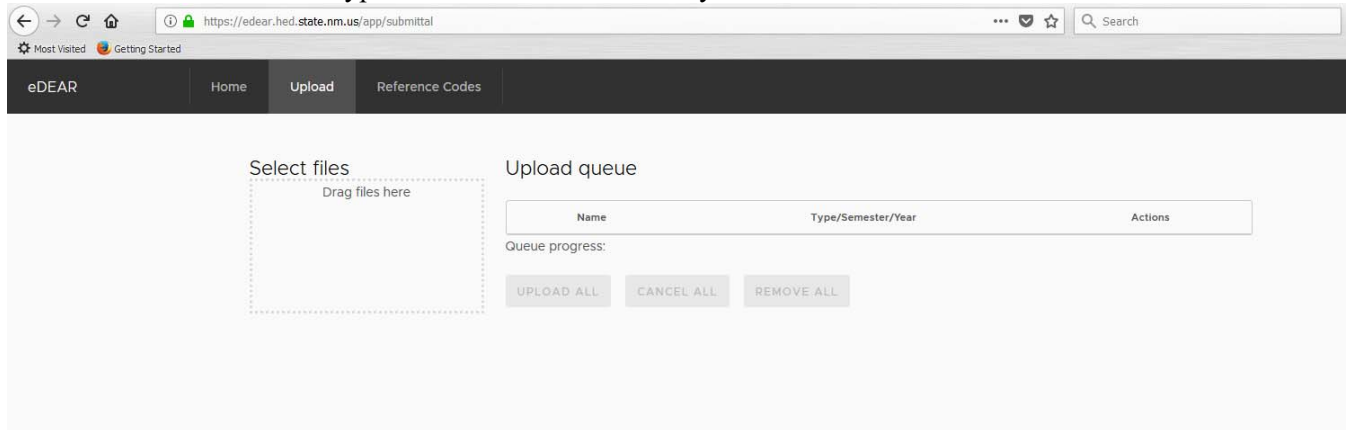 https://edear.hed.state.nm.us/app/submittal
Search
Most Visited Getting Started
eDEAR Home Upload Reference Codes
Select files
Drag files here
Upload queue
Name Type/Semester/Year Actions
Queue progress:
UPLOAD ALL CANCEL ALL REMOVE ALL